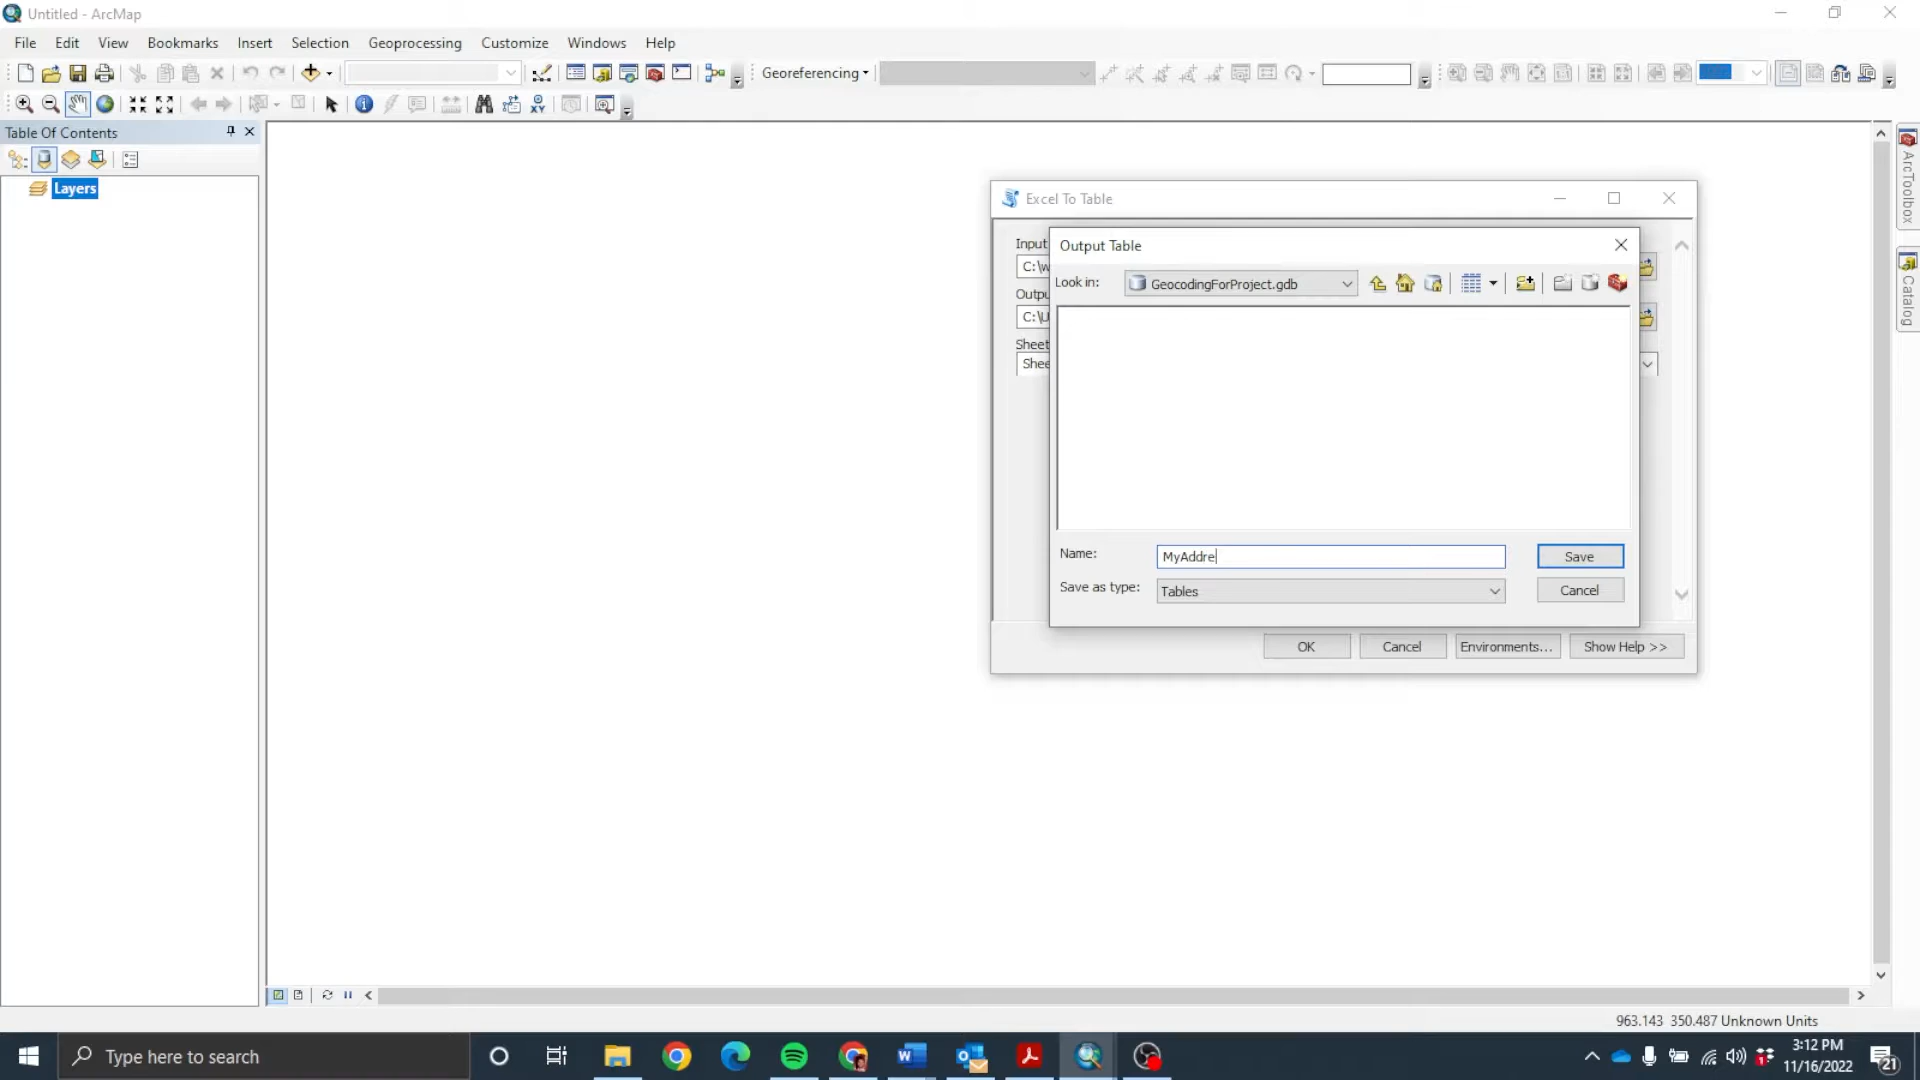 Untitled - ArcMap
File Edit View Bookmarks Insert Selection Geoprocessing Customize Windows Help
Georeferencing
Table Of Contents
Layers
ArcToolbox
Catalog
Excel To Table
Input
C:\w
Outpu
C:\U
Sheet
Shee
Output Table
Look in: GeocodingForProject.gdb
Name: MyAddre
Save
Save as type: Tables
Cancel
OK Cancel Environments... Show Help >>
963.143 350.487 Unknown Units
Type here to search
3:12 PM
11/16/2022
21